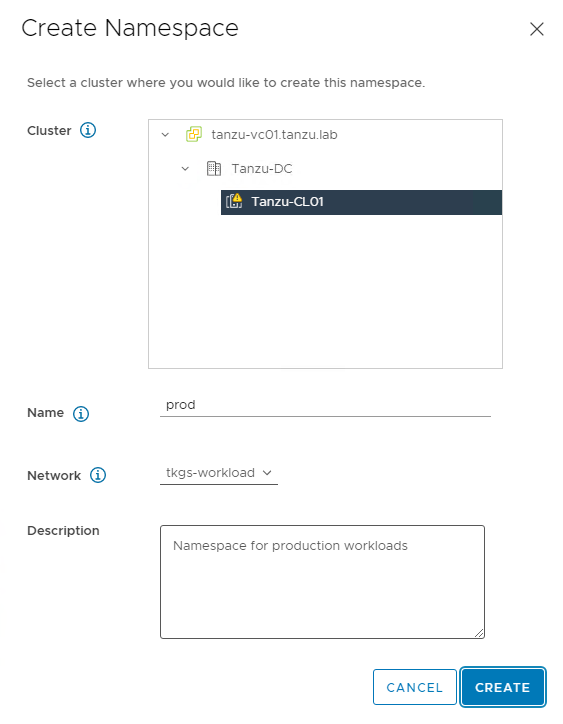 Create Namespace
Select a cluster where you would like to create this namespace.
Cluster
tanzu-vc01.tanzu.lab
Tanzu-DC
Tanzu-CL01
Name
prod
Network
tkgs-workload
Description
Namespace for production workloads
CANCEL
CREATE